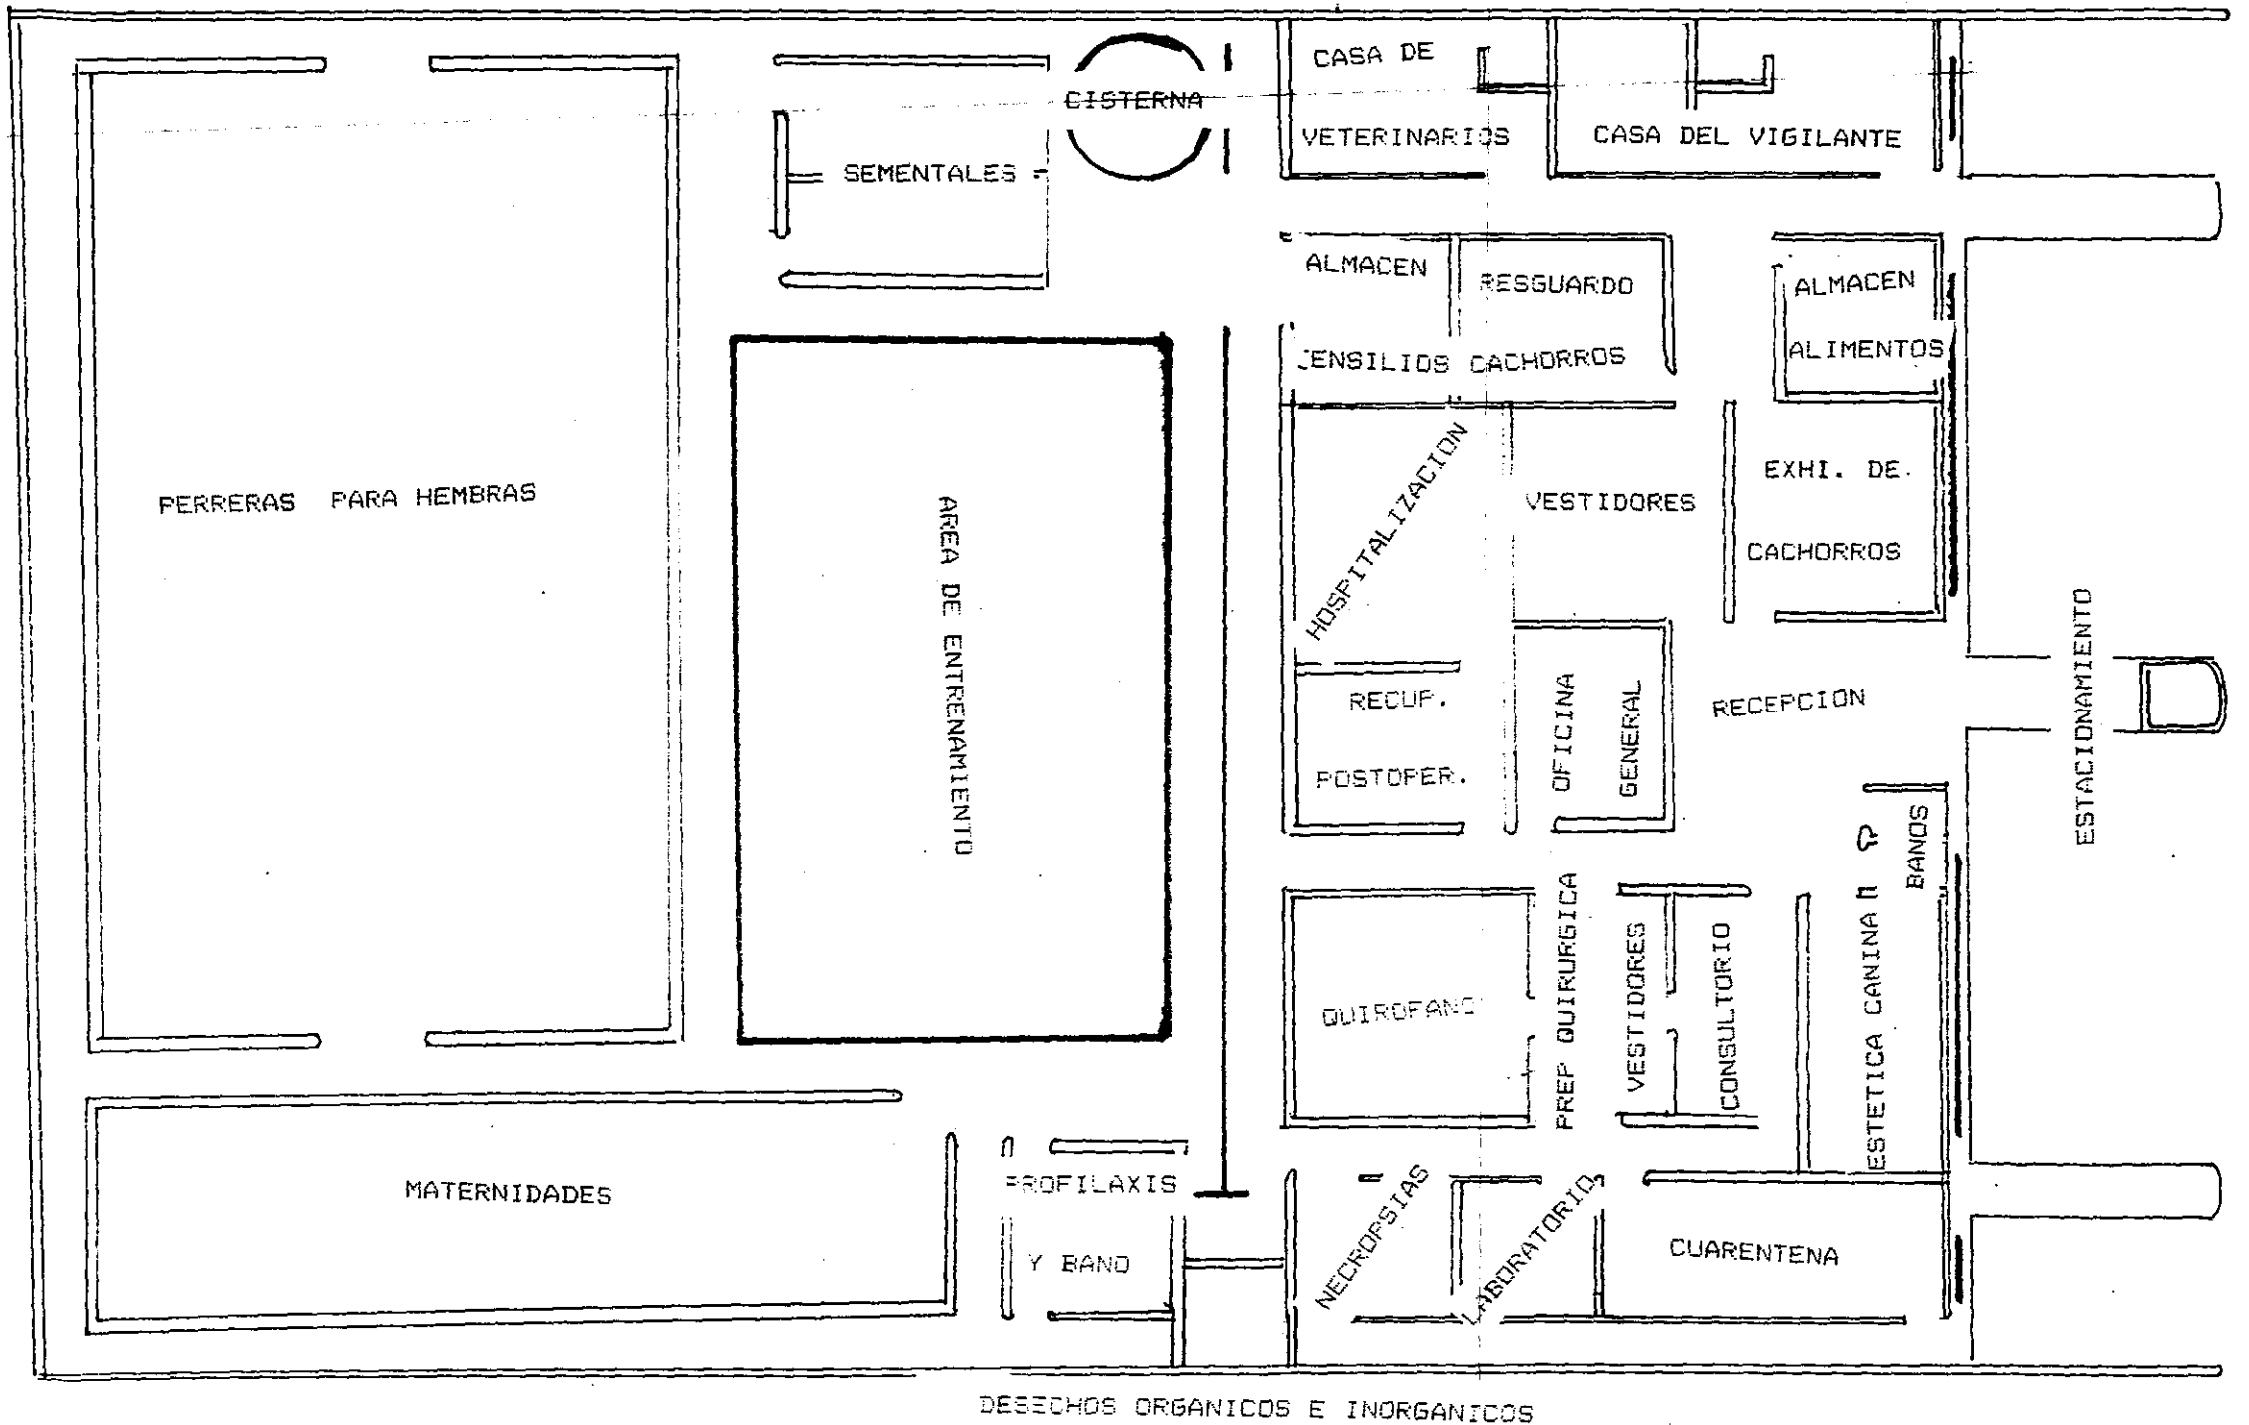 CASA DE
VETERINARIOS
CASA DEL VIGILANTE
CISTERNA
SEMENTALES
ALMACEN
ENSILIOS
RESGUARDO
CACHORROS
ALMACEN
ALIMENTOS
PERRERAS PARA HEMBRAS
AREA DE ENTRENAMIENTO
HOSPITALIZACION
VESTIDORES
EXHI. DE.
CACHORROS
RECUP.
POSTOPER.
OFICINA
GENERAL
RECEPCION
ESTACIONAMIENTO
BANOS
QUIROFANO
PREP QUIRURGICA
VESTIDORES
CONSULTORIO
ESTETICA CANINA
MATERNIDADES
PROFILAXIS
Y BANO
NECROPSIAS
LABORATORIO
CUARENTENA
DESECHOS ORGANICOS E INORGANICOS